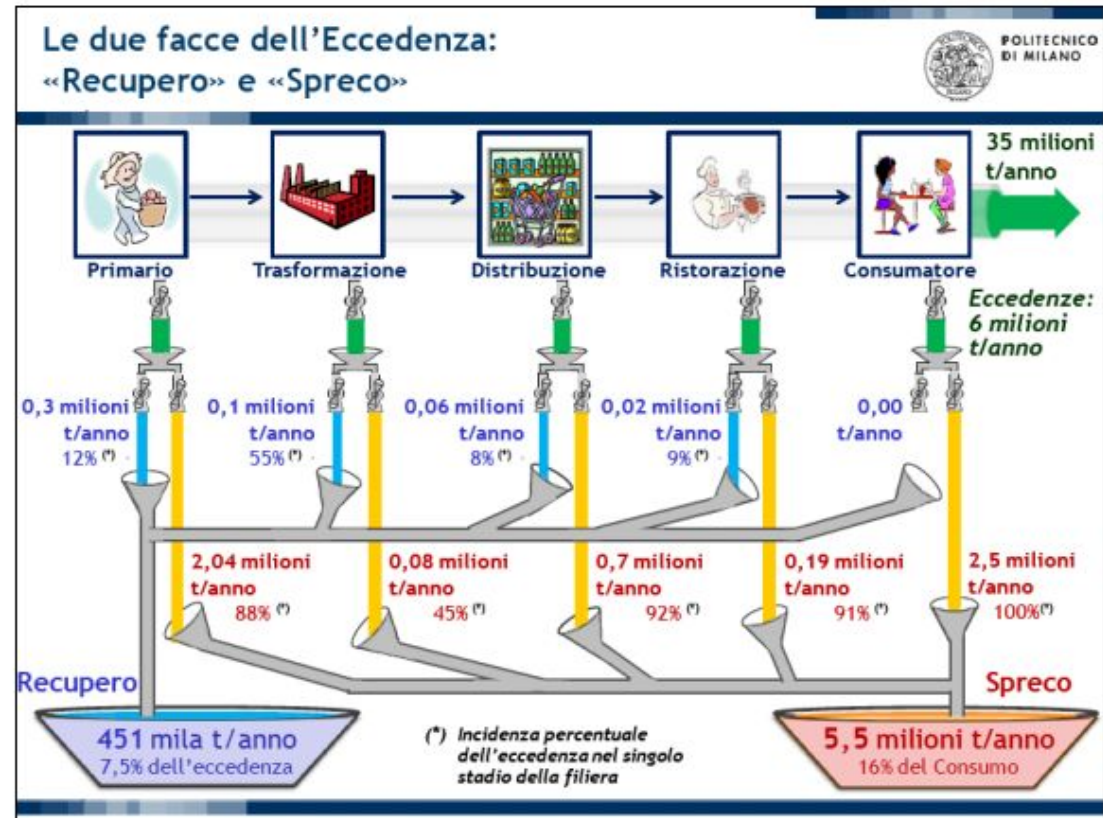 Le due facce dell'Eccedenza:
«Recupero» e «Spreco»
POLITECNICO
DI MILANO
35 milioni
t/anno
Primario
Trasformazione
Distribuzione
Ristorazione
Consumatore
Eccedenze:
6 milioni
t/anno
0,3 milioni
t/anno
12% (*)
0,1 milioni
t/anno
55% (*)
0,06 milioni
t/anno
8% (*)
0,02 milioni
t/anno
9% (*)
0,00
t/anno
2,04 milioni
t/anno
88% (*)
0,08 milioni
t/anno
45% (*)
0,7 milioni
t/anno
92% (*)
0,19 milioni
t/anno
91% (*)
2,5 milioni
t/anno
100%(*)
Recupero
451 mila t/anno
7,5% dell'eccedenza
(*) Incidenza percentuale
dell'eccedenza nel singolo
stadio della filiera
Spreco
5,5 milioni t/anno
16% del Consumo